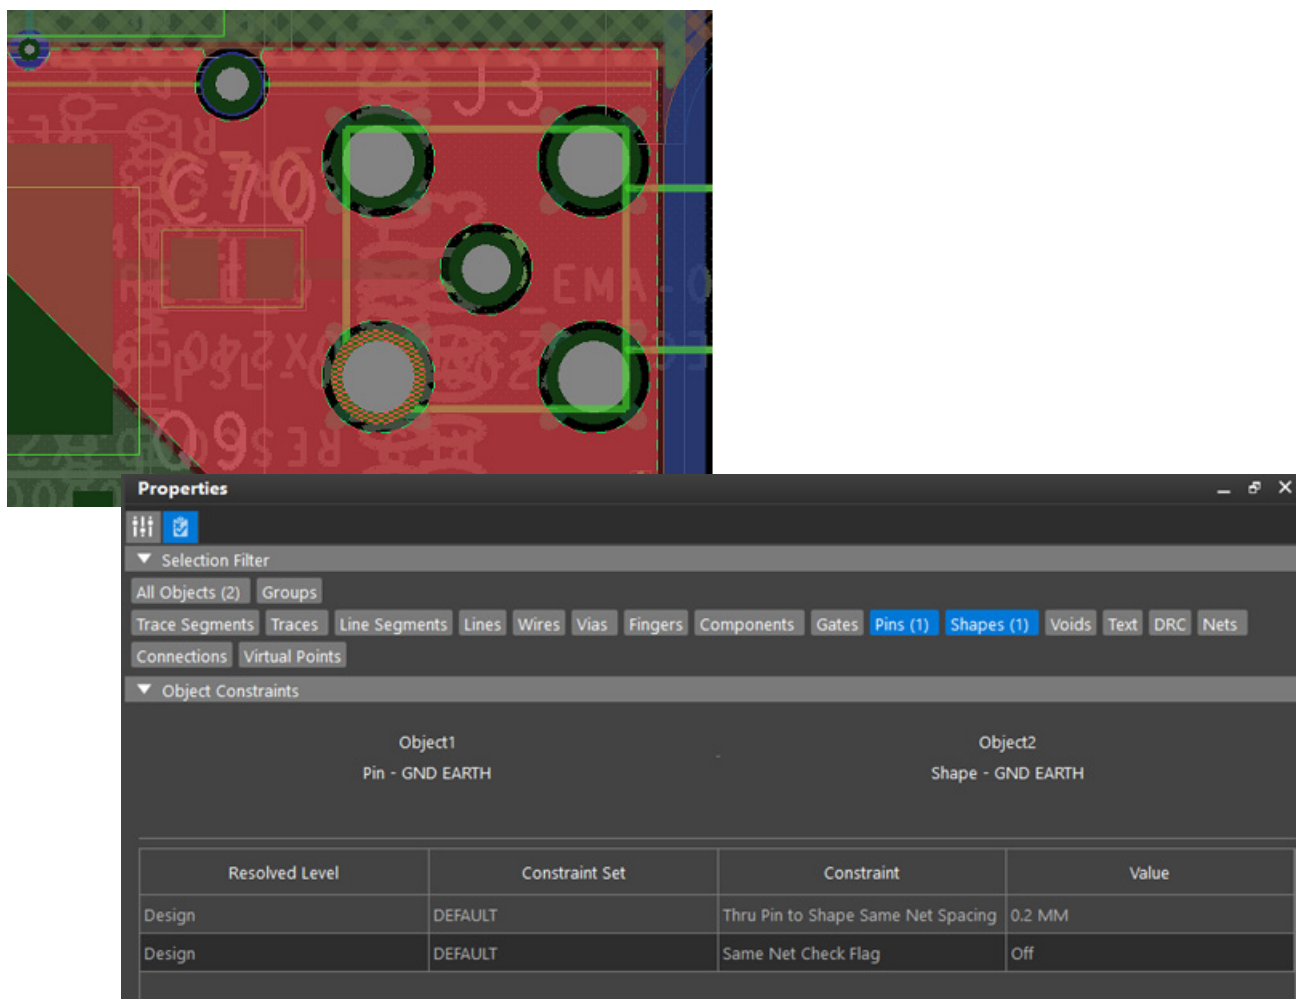 J3
C70
EMA-0
Q9
Properties
Selection Filter
All Objects (2) Groups
Trace Segments Traces Line Segments Lines Wires Vias Fingers Components Gates Pins (1) Shapes (1) Voids Text DRC Nets
Connections Virtual Points
Object Constraints
Object1 - Object2
Pin - GND EARTH Shape - GND EARTH
Resolved Level Constraint Set Constraint Value
Design DEFAULT Thru Pin to Shape Same Net Spacing 0.2 MM
Design DEFAULT Same Net Check Flag Off